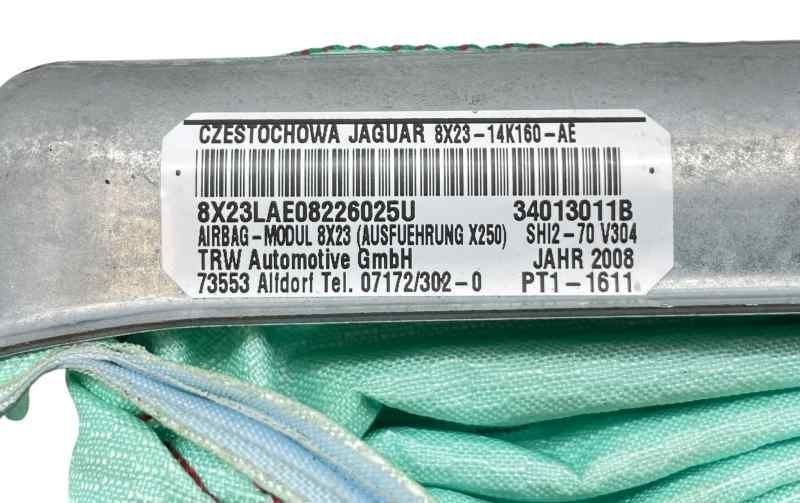 CZESTOCHOWA JAGUAR 8X23-14K160-AE
8X23LAE08226025U 34013011B
AIRBAG-MODUL 8X23 (AUSFUEHRUNG X250) SHI2-70 V304
TRW Automotive GmbH JAHR 2008
73553 Alfdorf Tel. 07172/302-0 PT1-1611